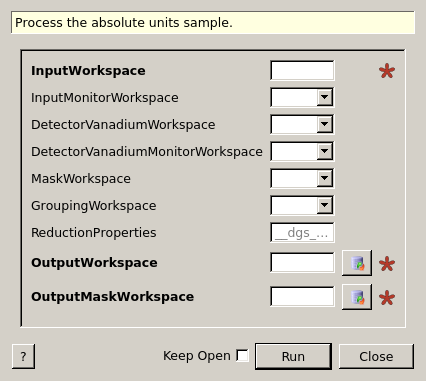 Process the absolute units sample.
InputWorkspace
InputMonitorWorkspace
DetectorVanadiumWorkspace
DetectorVanadiumMonitorWorkspace
MaskWorkspace
GroupingWorkspace
ReductionProperties __dgs_...
OutputWorkspace
OutputMaskWorkspace
? Keep Open Run Close